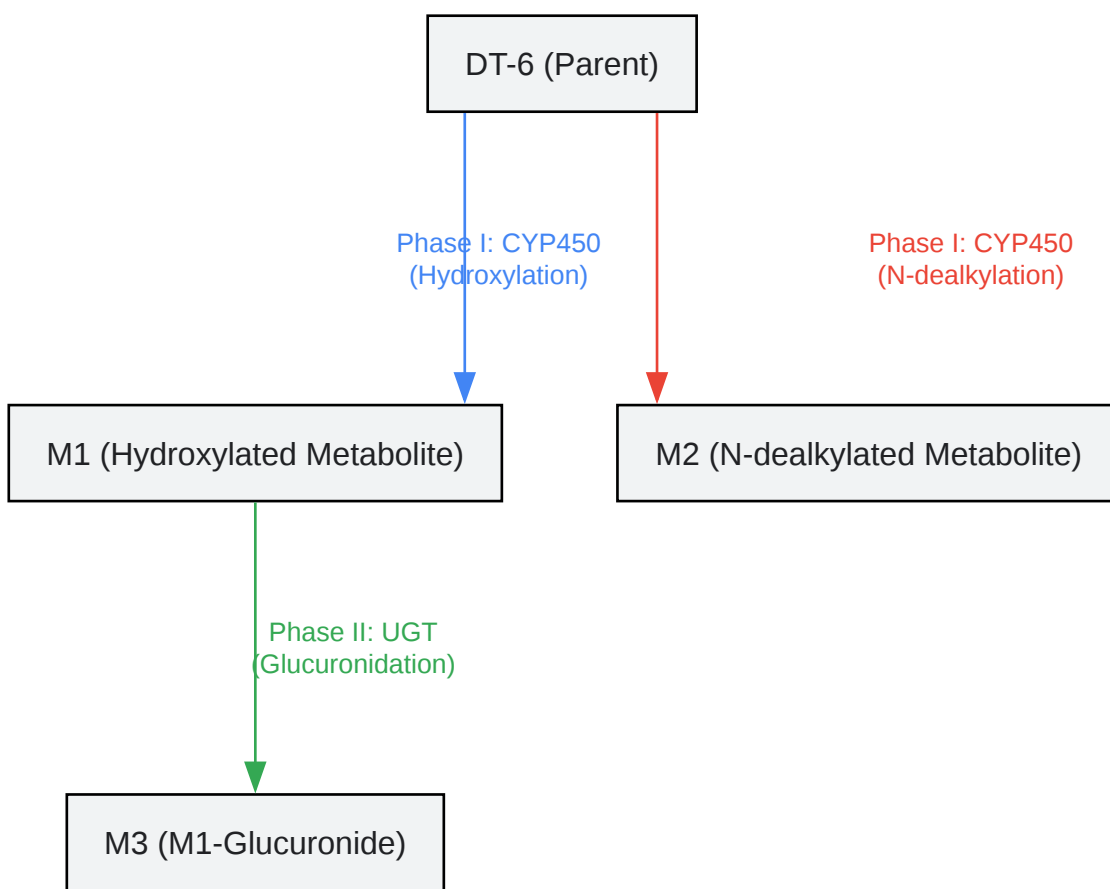 DT-6 (Parent)
Phase I: CYP450
(Hydroxylation)
Phase I: CYP450
(N-dealkylation)
M1 (Hydroxylated Metabolite)
M2 (N-dealkylated Metabolite)
Phase II: UGT
(Glucuronidation)
M3 (M1-Glucuronide)